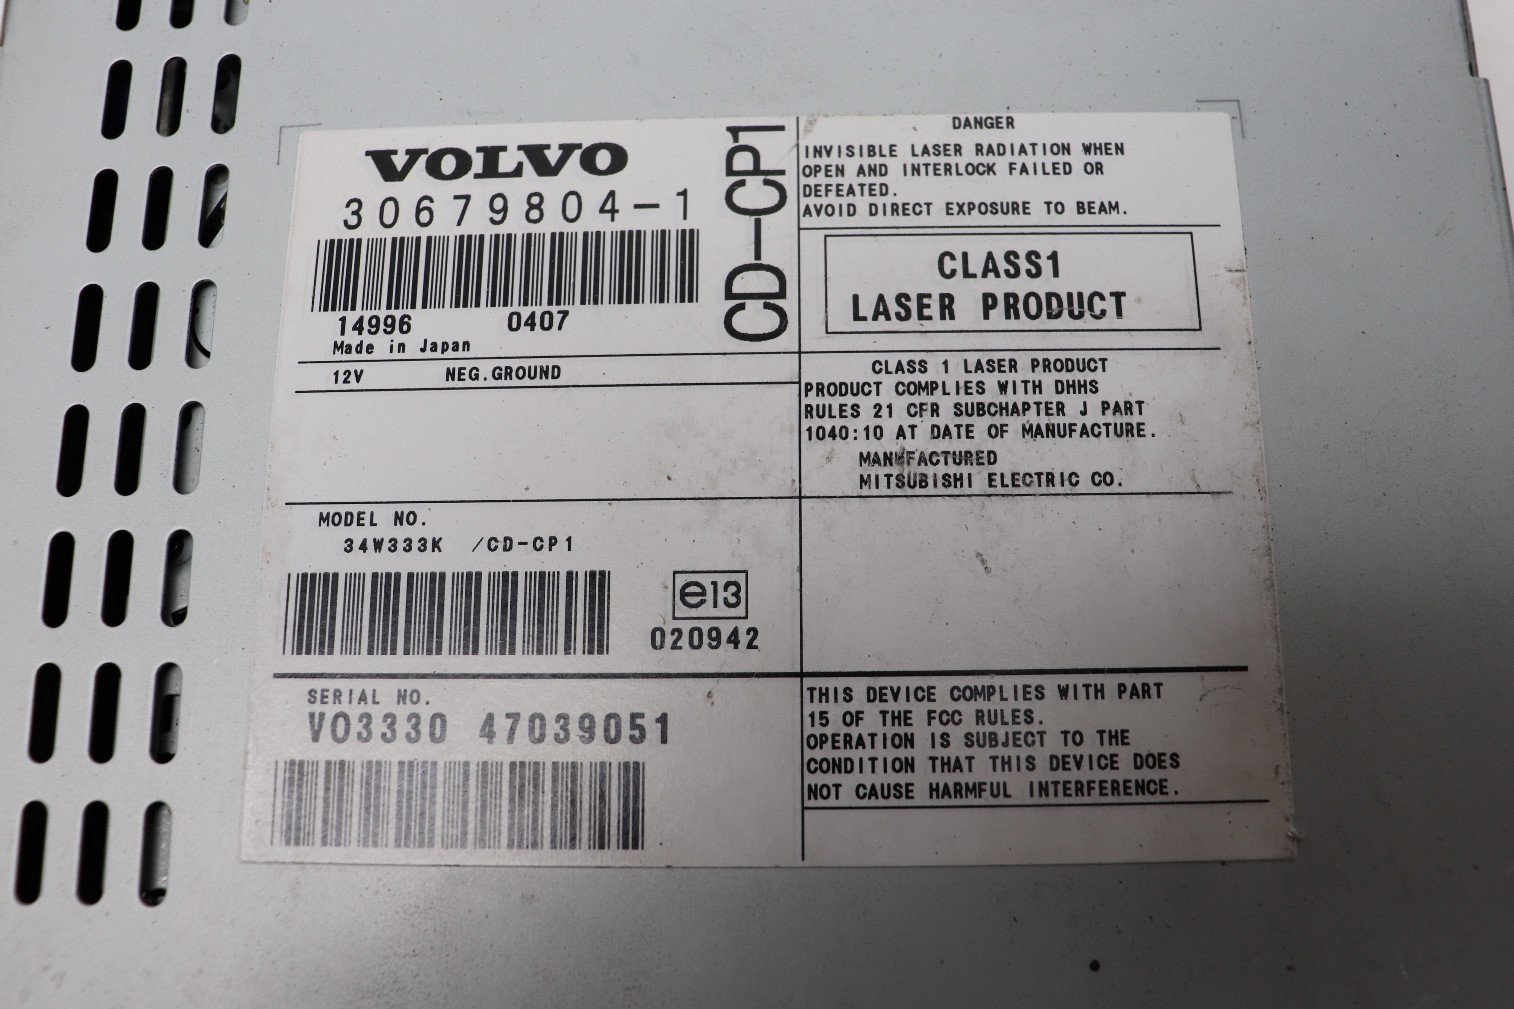 VOLVO
30679804-1
14996 0407
Made in Japan
CD-CP1
12V NEG.GROUND
MODEL NO.
34W333K /CD-CP1
e13
020942
SERIAL NO.
VO3330 47039051
DANGER
INVISIBLE LASER RADIATION WHEN
OPEN AND INTERLOCK FAILED OR
DEFEATED.
AVOID DIRECT EXPOSURE TO BEAM.
CLASS1
LASER PRODUCT
CLASS 1 LASER PRODUCT
PRODUCT COMPLIES WITH DHHS
RULES 21 CFR SUBCHAPTER J PART
1040:10 AT DATE OF MANUFACTURE.
MANUFACTURED
MITSUBISHI ELECTRIC CO.
THIS DEVICE COMPLIES WITH PART
15 OF THE FCC RULES.
OPERATION IS SUBJECT TO THE
CONDITION THAT THIS DEVICE DOES
NOT CAUSE HARMFUL INTERFERENCE.